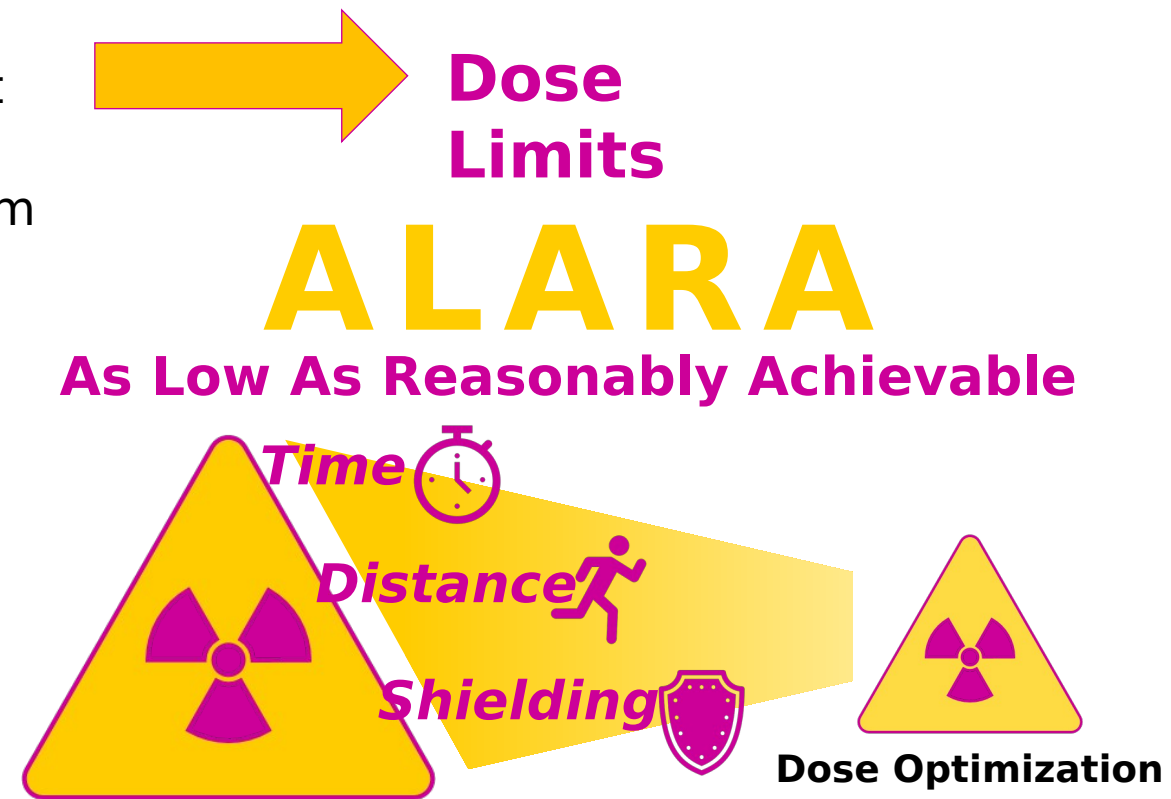 Dose
Limits
ALARA
As Low As Reasonably Achievable
Time
Distance
Shielding
Dose Optimization